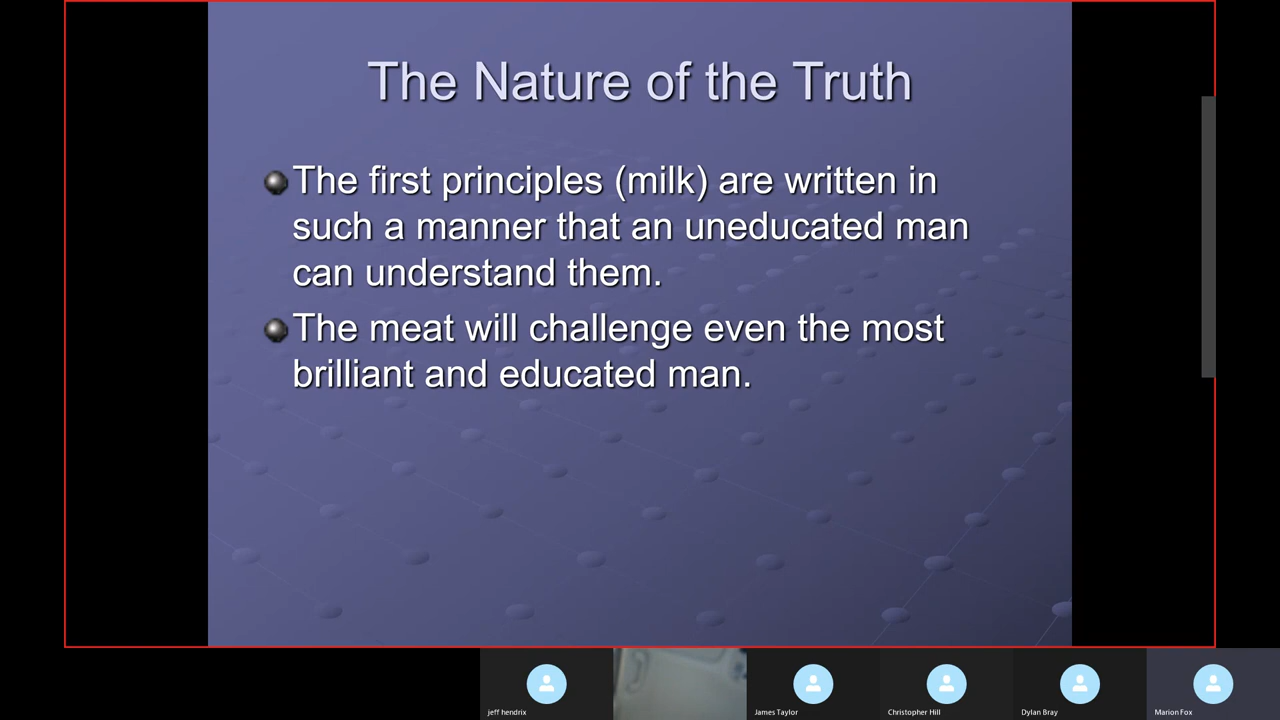 The Nature of the Truth
The first principles (milk) are written in
such a manner that an uneducated man
can understand them.
The meat will challenge even the most
brilliant and educated man.
jeff hendrix
James Taylor
Christopher Hill
Dylan Bray
Marion Fox